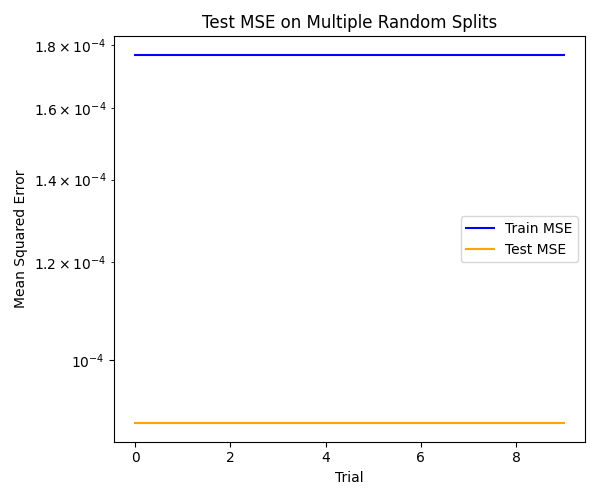 Test MSE on Multiple Random Splits
Mean Squared Error
1.8 × 10⁻⁴
1.6 × 10⁻⁴
1.4 × 10⁻⁴
1.2 × 10⁻⁴
10⁻⁴
Train MSE
Test MSE
0 2 4 6 8
Trial